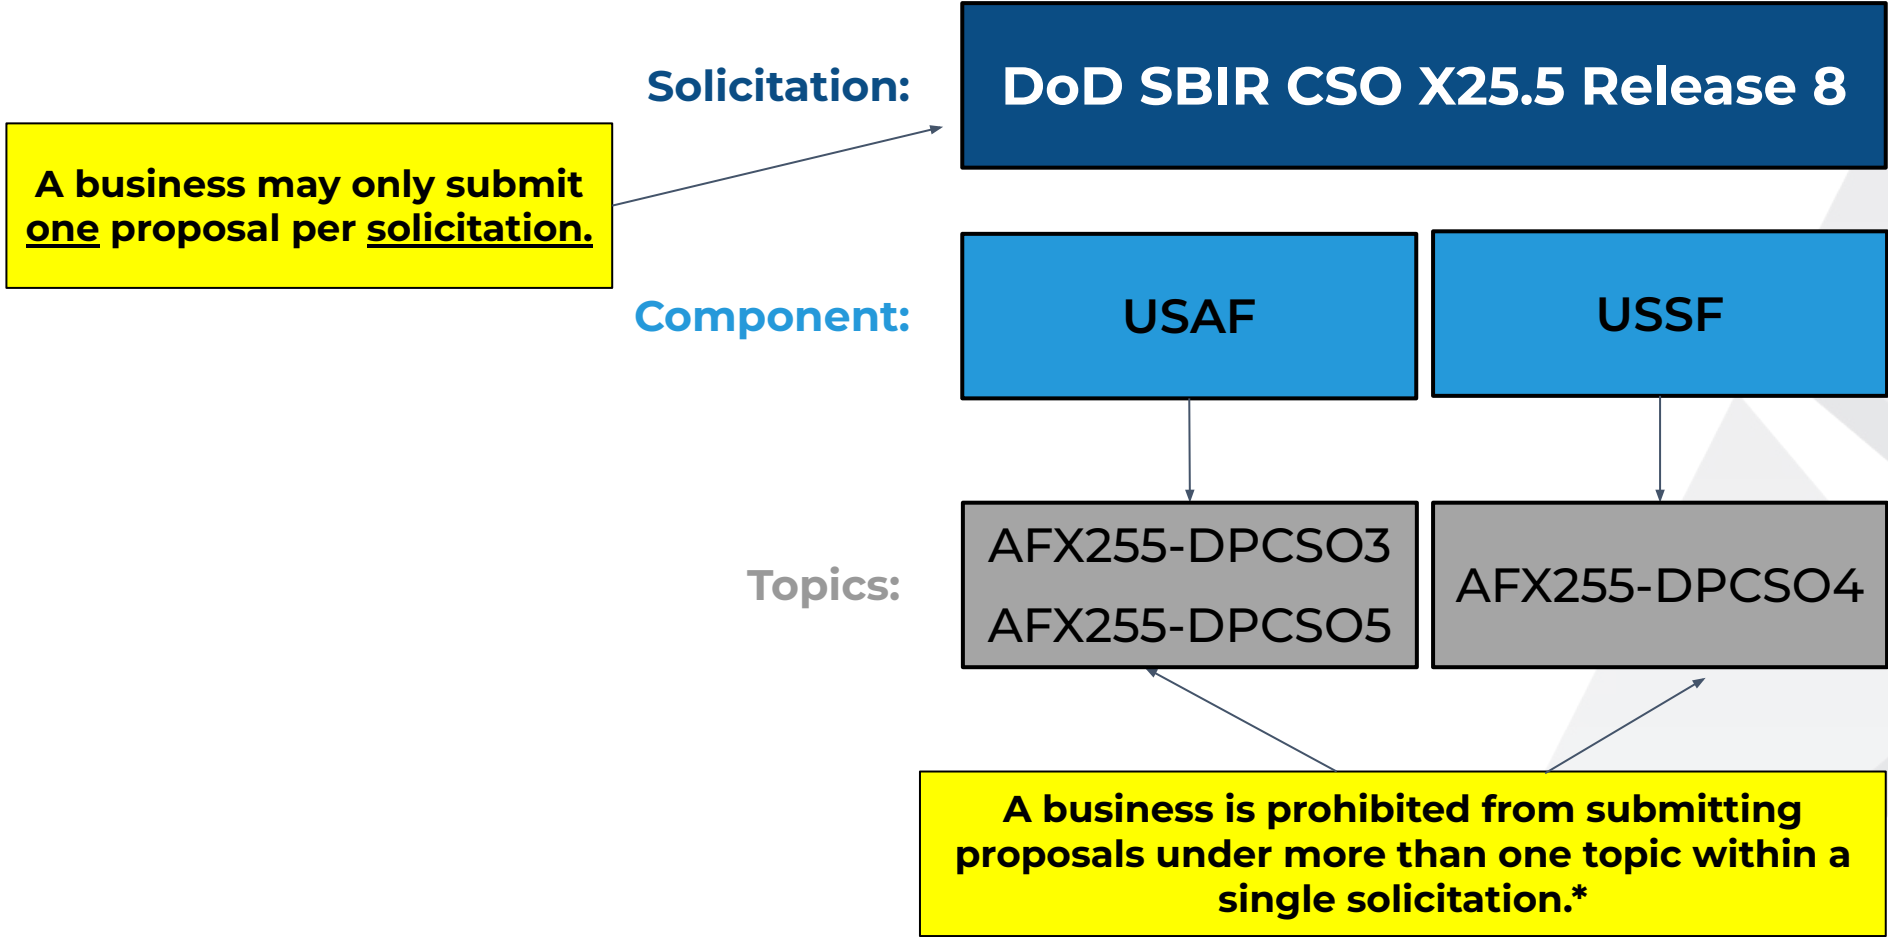 Solicitation:
DoD SBIR CSO X25.5 Release 8
A business may only submit
one proposal per solicitation.
Component:
USAF
USSF
Topics:
AFX255-DPCSO3
AFX255-DPCSO5
AFX255-DPCSO4
A business is prohibited from submitting
proposals under more than one topic within a
single solicitation.*